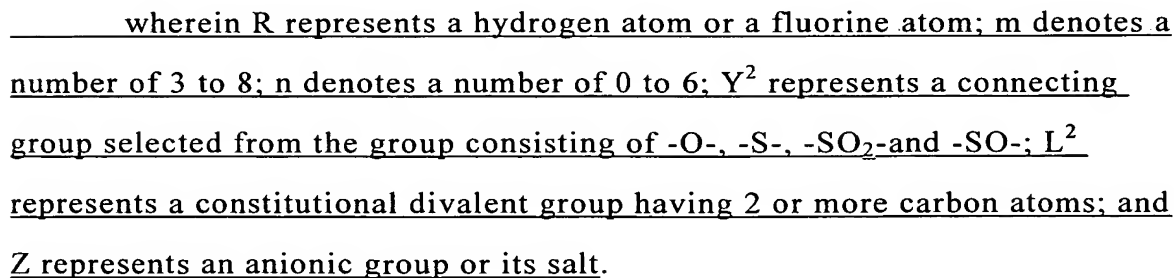 wherein R represents a hydrogen atom or a fluorine atom; m denotes a
number of 3 to 8; n denotes a number of 0 to 6; Y² represents a connecting
group selected from the group consisting of -O-, -S-, -SO₂-and -SO-; L²
represents a constitutional divalent group having 2 or more carbon atoms; and
Z represents an anionic group or its salt.